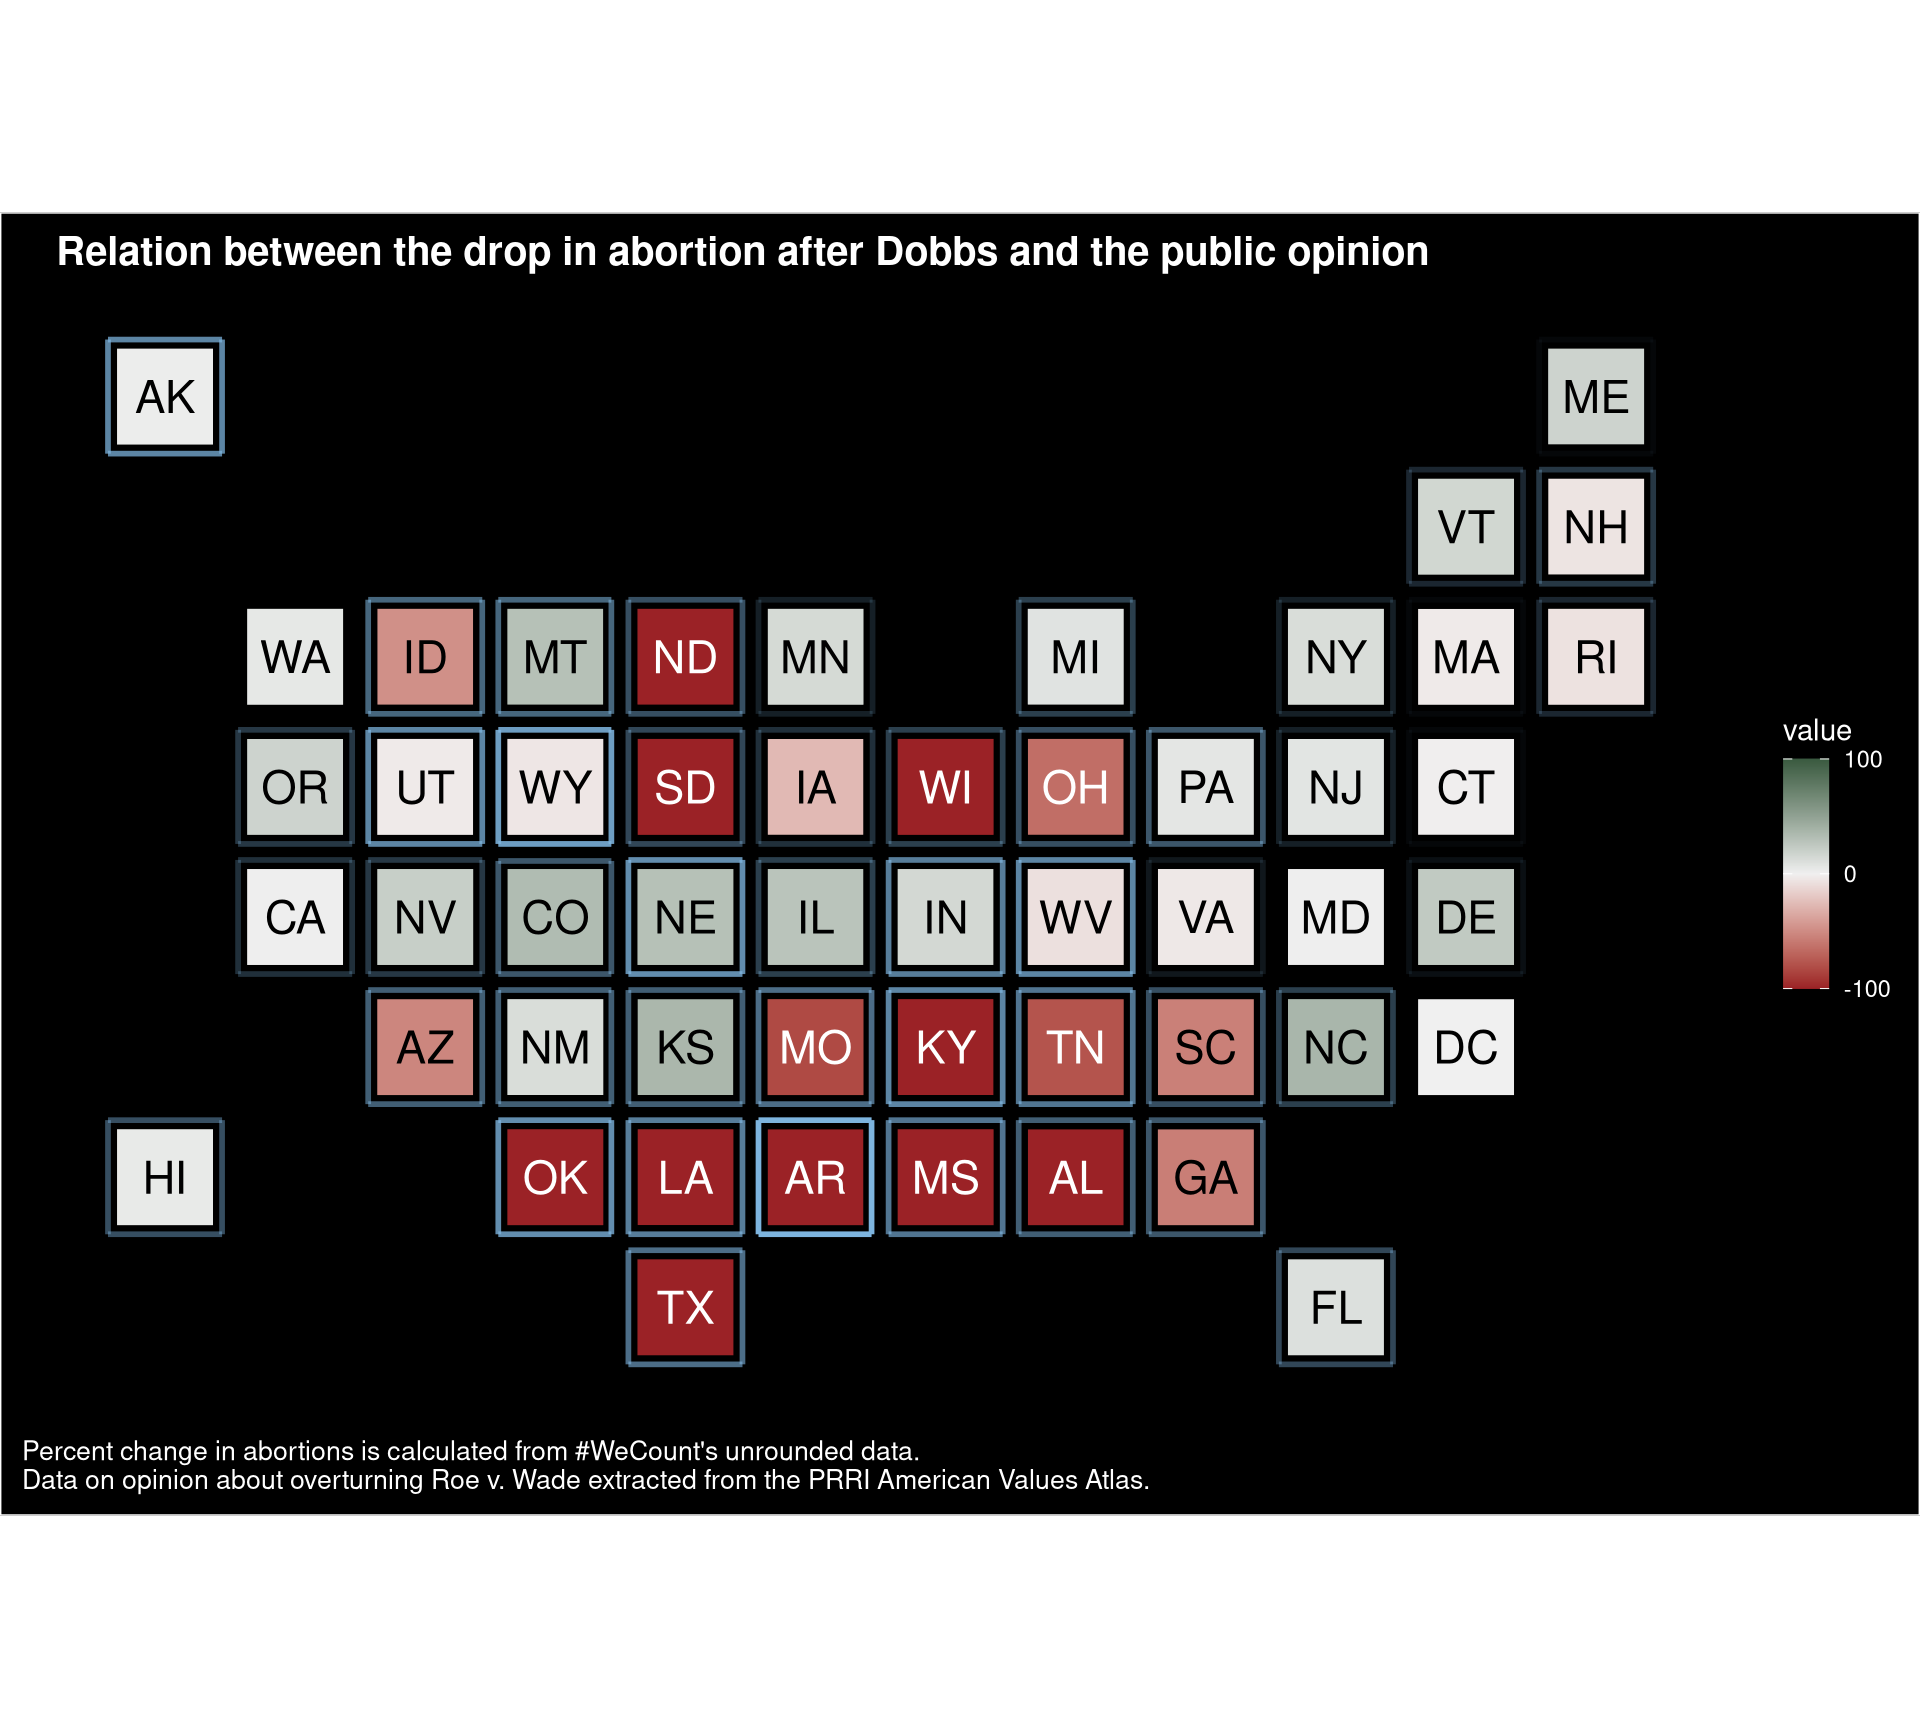 Relation between the drop in abortion after Dobbs and the public opinion
AK ME
VT NH
WA ID MT ND MN MI NY MA RI
OR UT WY SD IA WI OH PA NJ CT
CA NV CO NE IL IN WV VA MD DE
AZ NM KS MO KY TN SC NC DC
HI OK LA AR MS AL GA
TX FL
value
100
0
-100
Percent change in abortions is calculated from #WeCount's unrounded data.
Data on opinion about overturning Roe v. Wade extracted from the PRRI American Values Atlas.